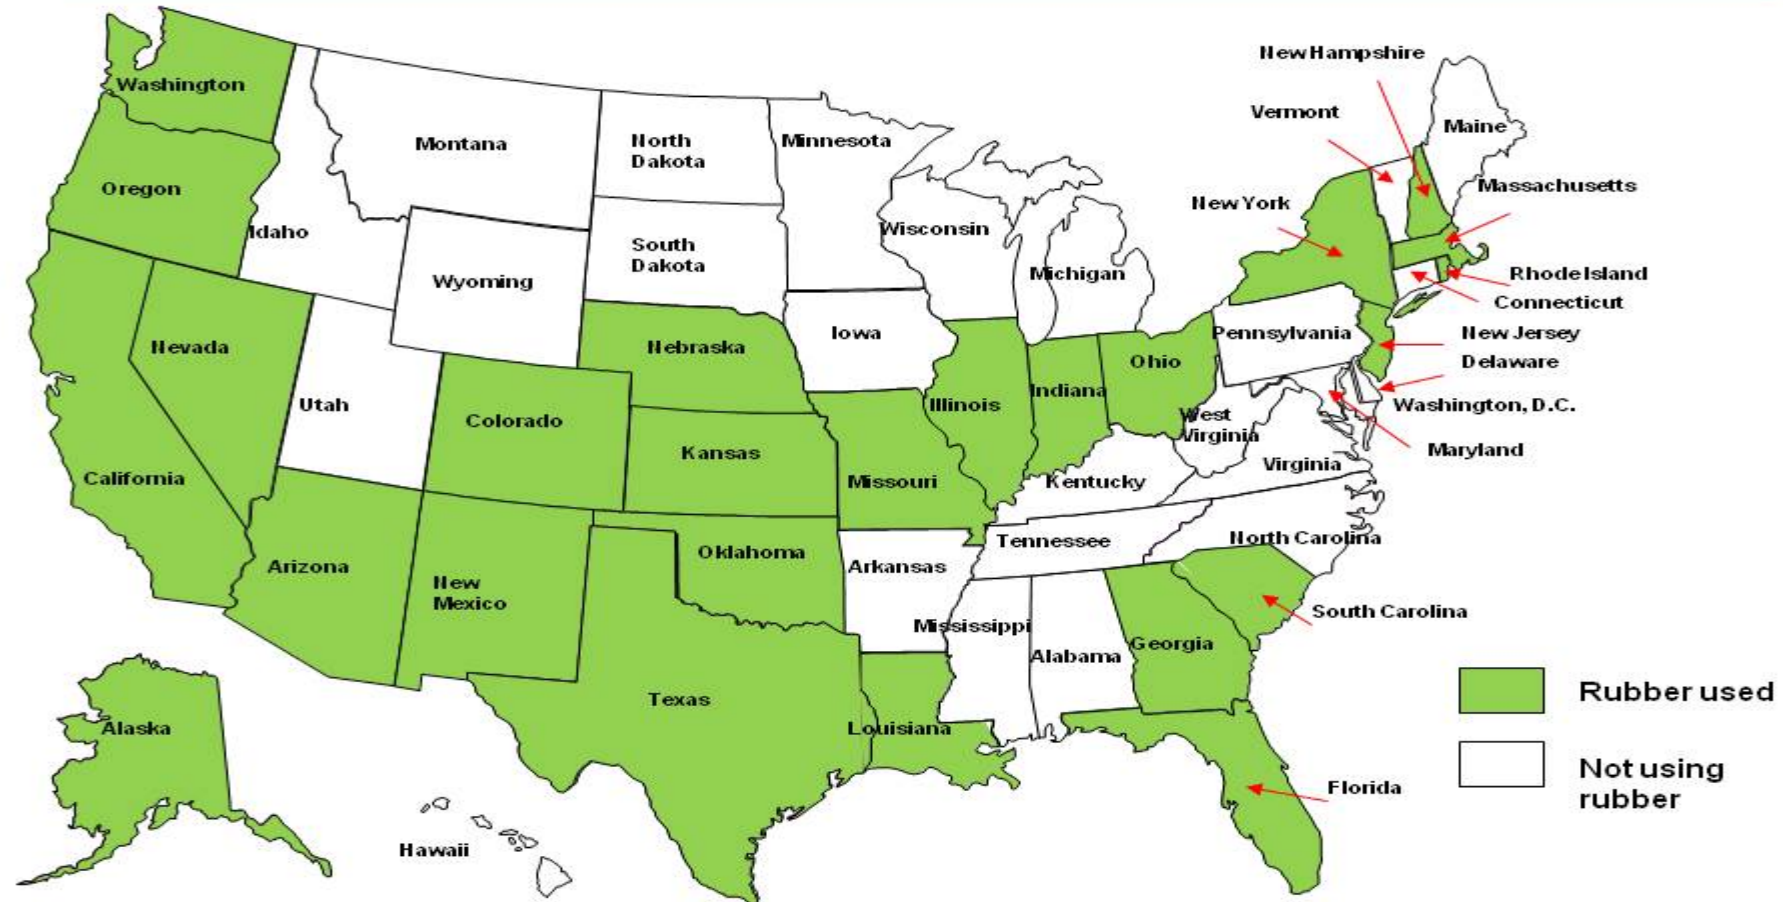 New Hampshire
Washington
Vermont
Maine
Montana
North
Dakota
Minnesota
Oregon
Massachusetts
New York
Idaho
Wisconsin
South
Dakota
Michigan
Rhode Island
Wyoming
Connecticut
Iowa
Pennsylvania
New Jersey
Nevada
Nebraska
Ohio
Delaware
Utah
Illinois
Indiana
Washington, D.C.
Colorado
West
Virginia
Kansas
Maryland
Virginia
California
Missouri
Kentucky
North Carolina
Tennessee
Oklahoma
Arizona
Arkansas
New
Mexico
South Carolina
Mississippi
Georgia
Alabama
Rubber used
Texas
Alaska
Louisiana
Not using
rubber
Florida
Hawaii